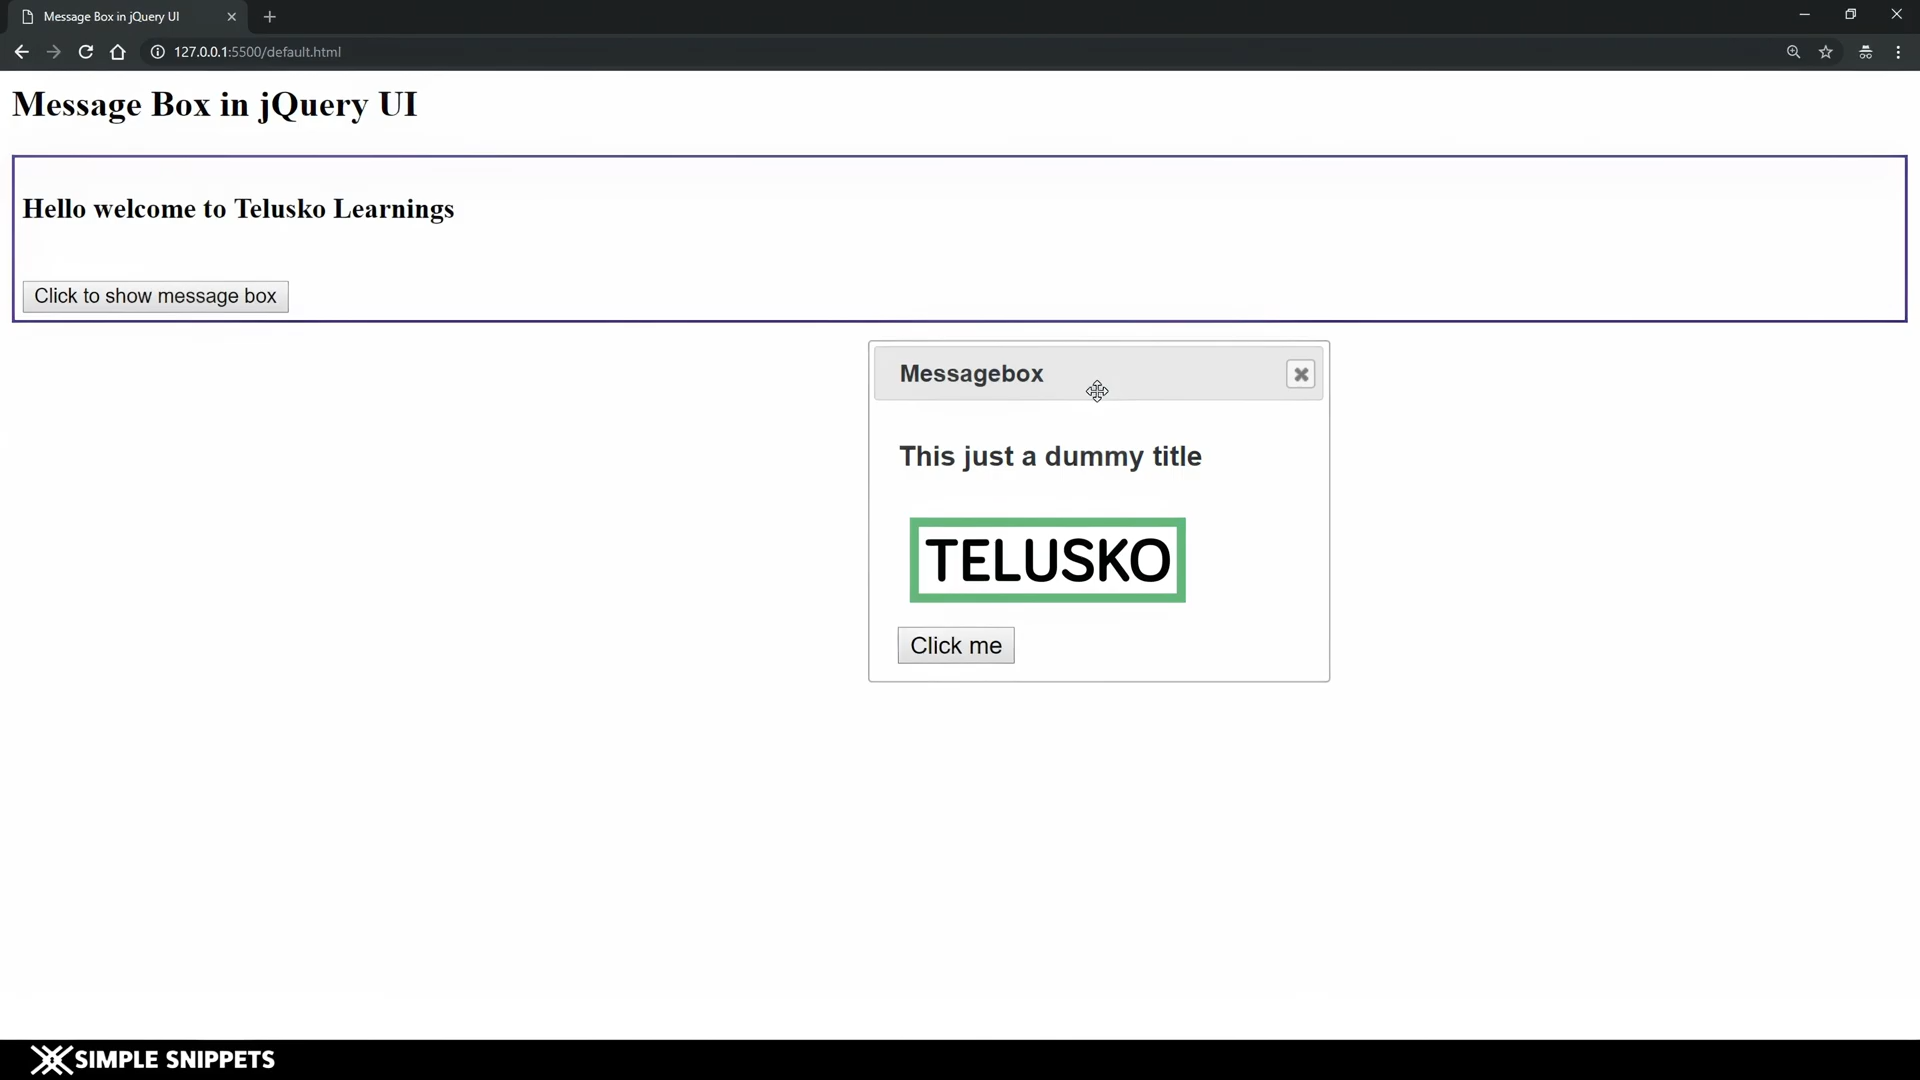 Message Box in jQuery UI
127.0.0.1:5500/default.html
Message Box in jQuery UI
Hello welcome to Telusko Learnings
Click to show message box
Messagebox
This just a dummy title
TELUSKO
Click me
SIMPLE SNIPPETS